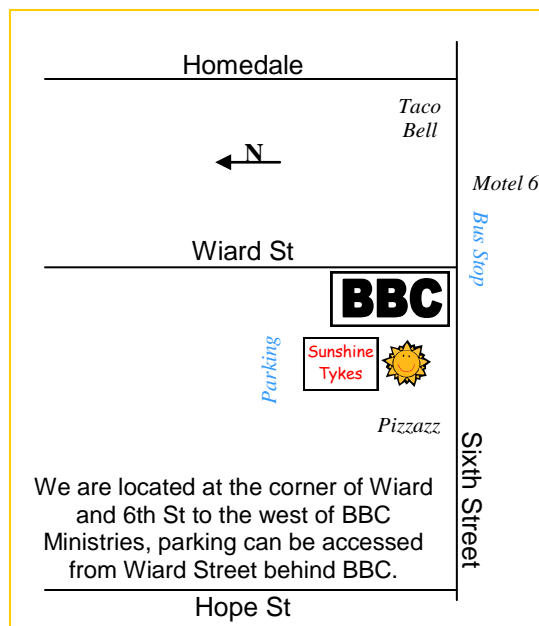 Homedale
Taco
Bell
N
Motel 6
Bus Stop
Wiard St
BBC
Parking
Sunshine
Tykes
Pizzazz
Sixth Street
We are located at the corner of Wiard
and 6th St to the west of BBC
Ministries, parking can be accessed
from Wiard Street behind BBC.
Hope St